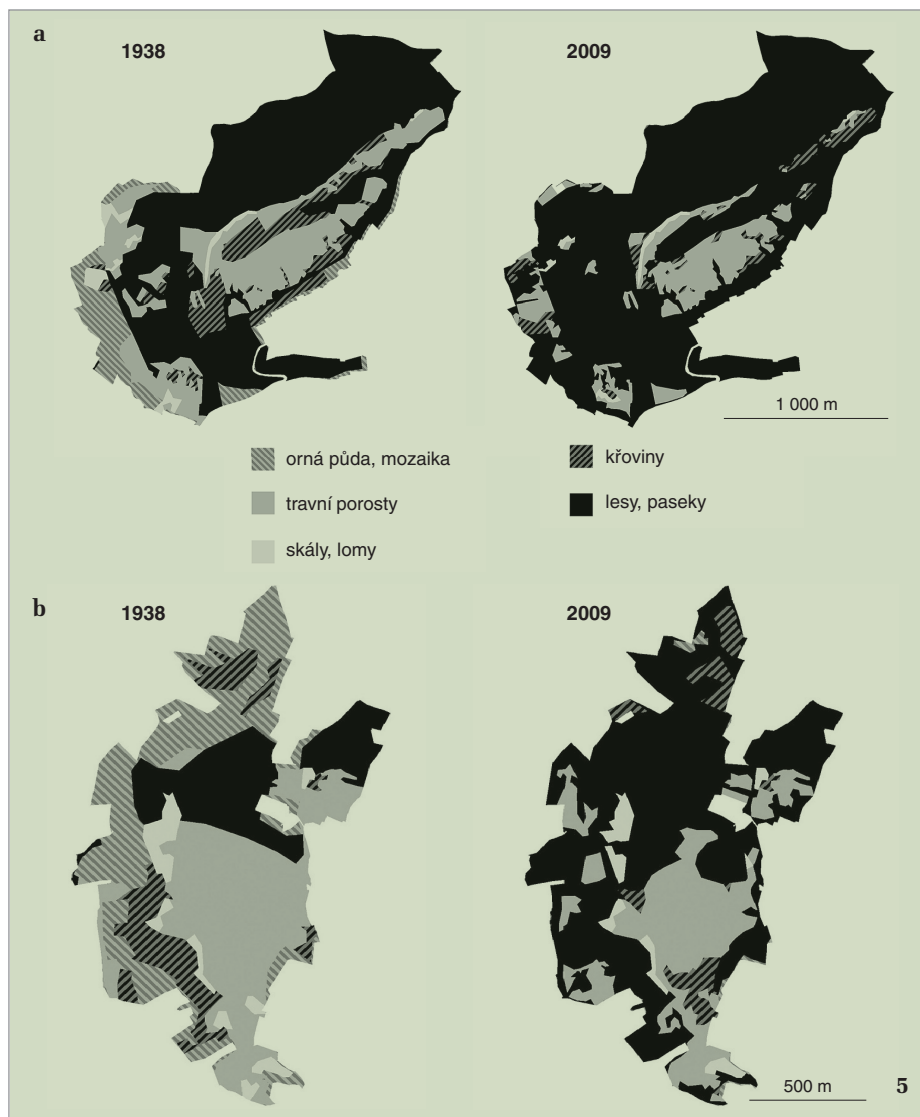 a
1938
2009
1 000 m
orná půda, mozaika
travní porosty
skály, lomy
křoviny
lesy, paseky
b
1938
2009
500 m
5